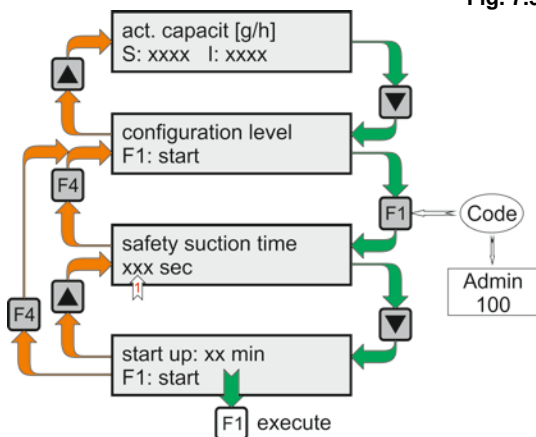 Fig. 7.
act. capacit [g/h]
S: xxxx I: xxxx
configuration level
F1: start
F4
F1
Code
safety suction time
xxx sec
1
Admin
100
F4
start up: xx min
F1: start
F1 execute